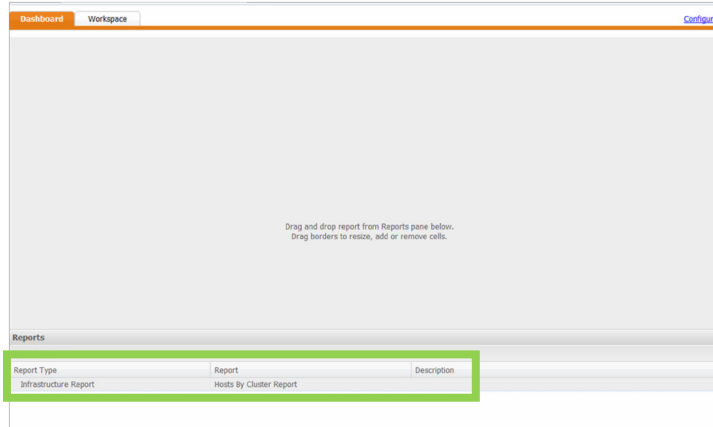 Dashboard Workspace
Drag and drop report from Reports pane below.
Drag borders to resize, add or remove cells.
Reports
Report Type Report Description
Infrastructure Report Hosts By Cluster Report